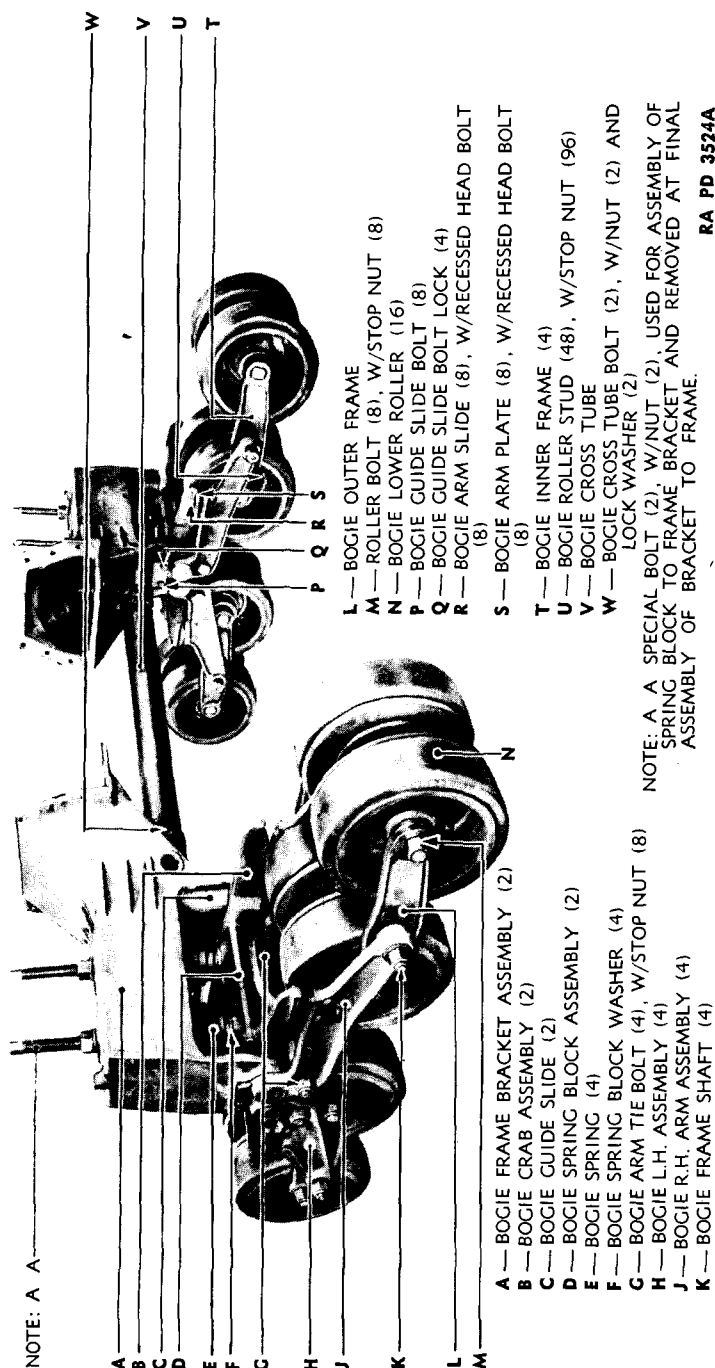 NOTE: A A
A
B
C
D
E
F
G
H
J
K
L
M
W
V
U
T
P
Q
R
S
N
A — BOGIE FRAME BRACKET ASSEMBLY (2)
B — BOGIE CRAB ASSEMBLY (2)
C — BOGIE GUIDE SLIDE (2)
D — BOGIE SPRING BLOCK ASSEMBLY (2)
E — BOGIE SPRING (4)
F — BOGIE SPRING BLOCK WASHER (4)
G — BOGIE ARM TIE BOLT (4), W/STOP NUT (8)
H — BOGIE L.H. ASSEMBLY (4)
J — BOGIE R.H. ARM ASSEMBLY (4)
K — BOGIE FRAME SHAFT (4)
L — BOGIE OUTER FRAME
M — ROLLER BOLT (8), W/STOP NUT (8)
N — BOGIE LOWER ROLLER (16)
P — BOGIE GUIDE SLIDE BOLT (8)
Q — BOGIE GUIDE SLIDE BOLT LOCK (4)
R — BOGIE ARM SLIDE (8), W/RECESSED HEAD BOLT
(8)
S — BOGIE ARM PLATE (8), W/RECESSED HEAD BOLT
(8)
T — BOGIE INNER FRAME (4)
U — BOGIE ROLLER STUD (48), W/STOP NUT (96)
V — BOGIE CROSS TUBE
W — BOGIE CROSS TUBE BOLT (2), W/NUT (2) AND
LOCK WASHER (2)
NOTE: A A SPECIAL BOLT (2), W/NUT (2), USED FOR ASSEMBLY OF
SPRING BLOCK TO FRAME BRACKET AND REMOVED AT FINAL
ASSEMBLY OF BRACKET TO FRAME.
RA PD 3524A